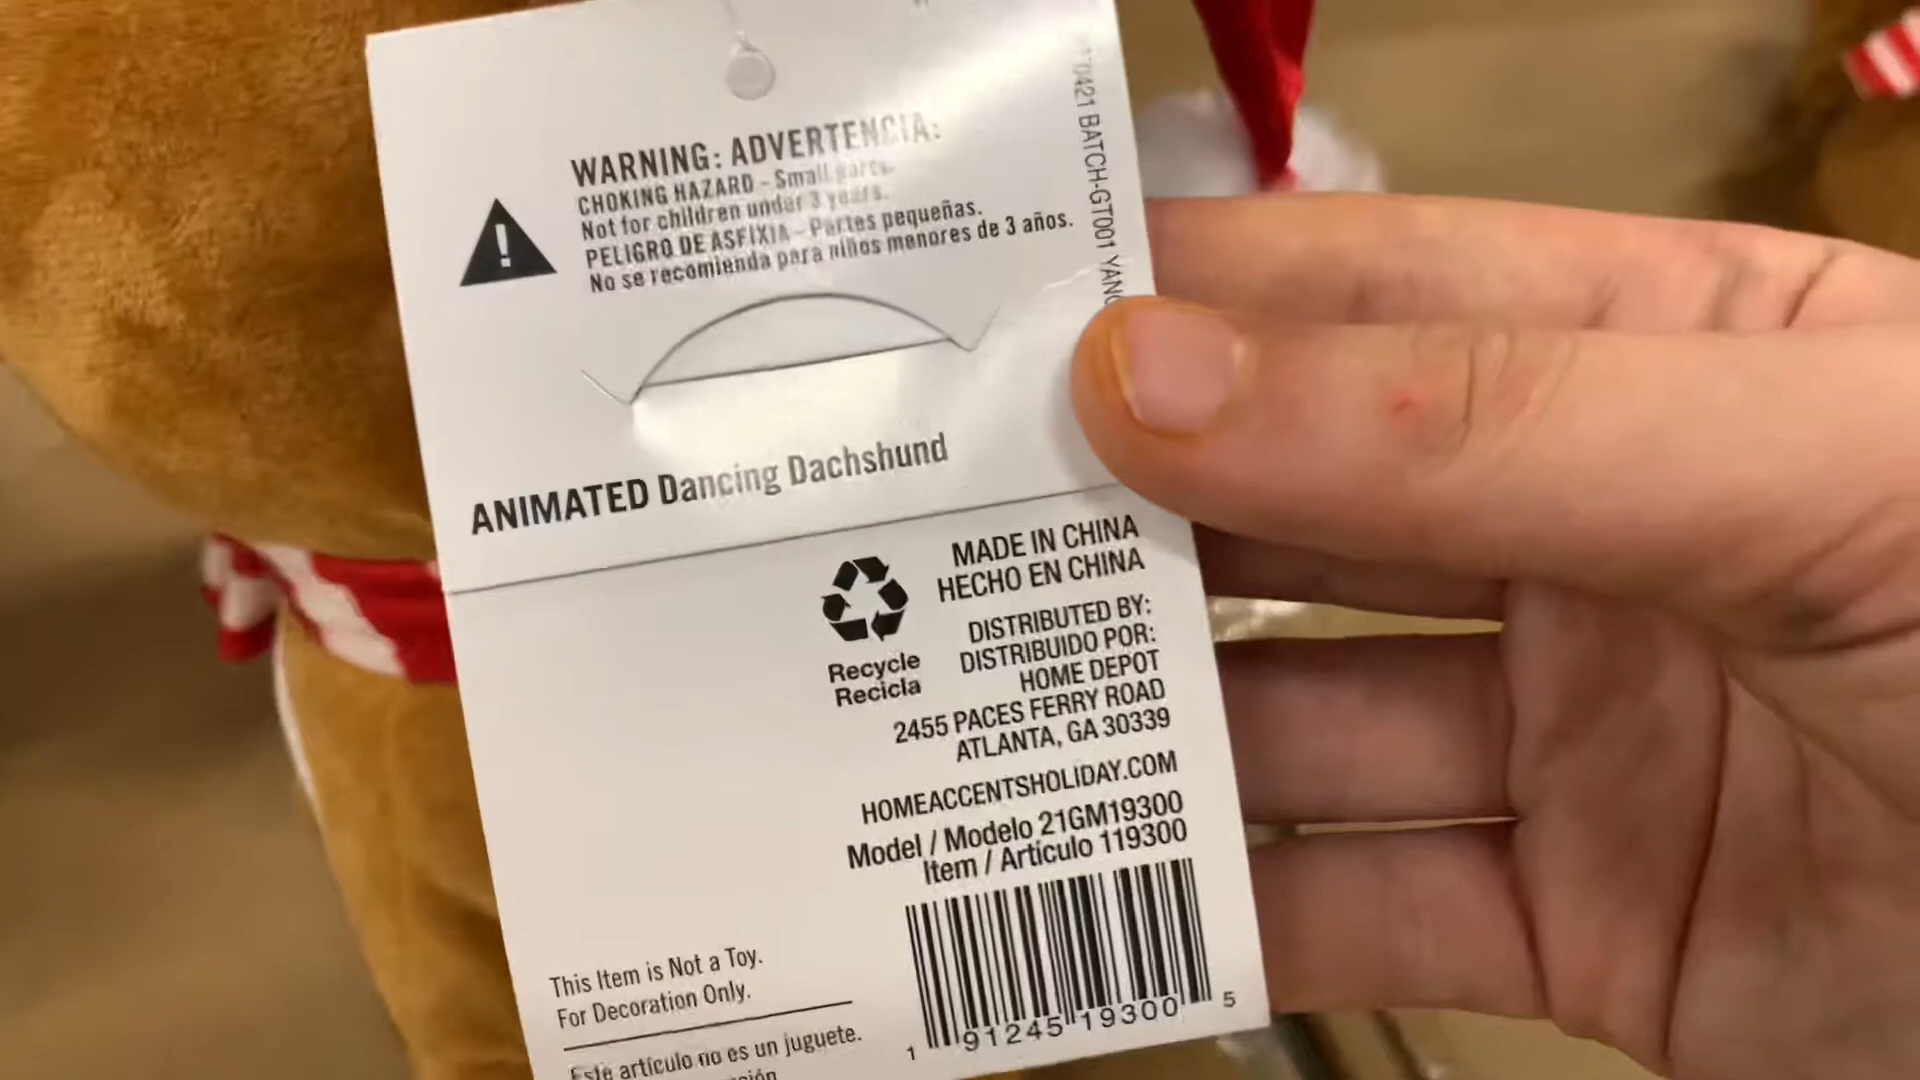 WARNING: ADVERTENCIA:
CHOKING HAZARD - Small parts.
Not for children under 3 years.
PELIGRO DE ASFIXIA - Partes pequeñas.
No se recomienda para niños menores de 3 años.
BATCH-GT001
ANIMATED Dancing Dachshund
MADE IN CHINA
HECHO EN CHINA
Recycle
Recicla
DISTRIBUTED BY:
DISTRIBUIDO POR:
HOME DEPOT
2455 PACES FERRY ROAD
ATLANTA, GA 30339
HOMEACCENTSHOLIDAY.COM
Model / Modelo 21GM19300
Item / Artículo 119300
1 91245 19300 5
This Item is Not a Toy.
For Decoration Only.
Este artículo no es un juguete.